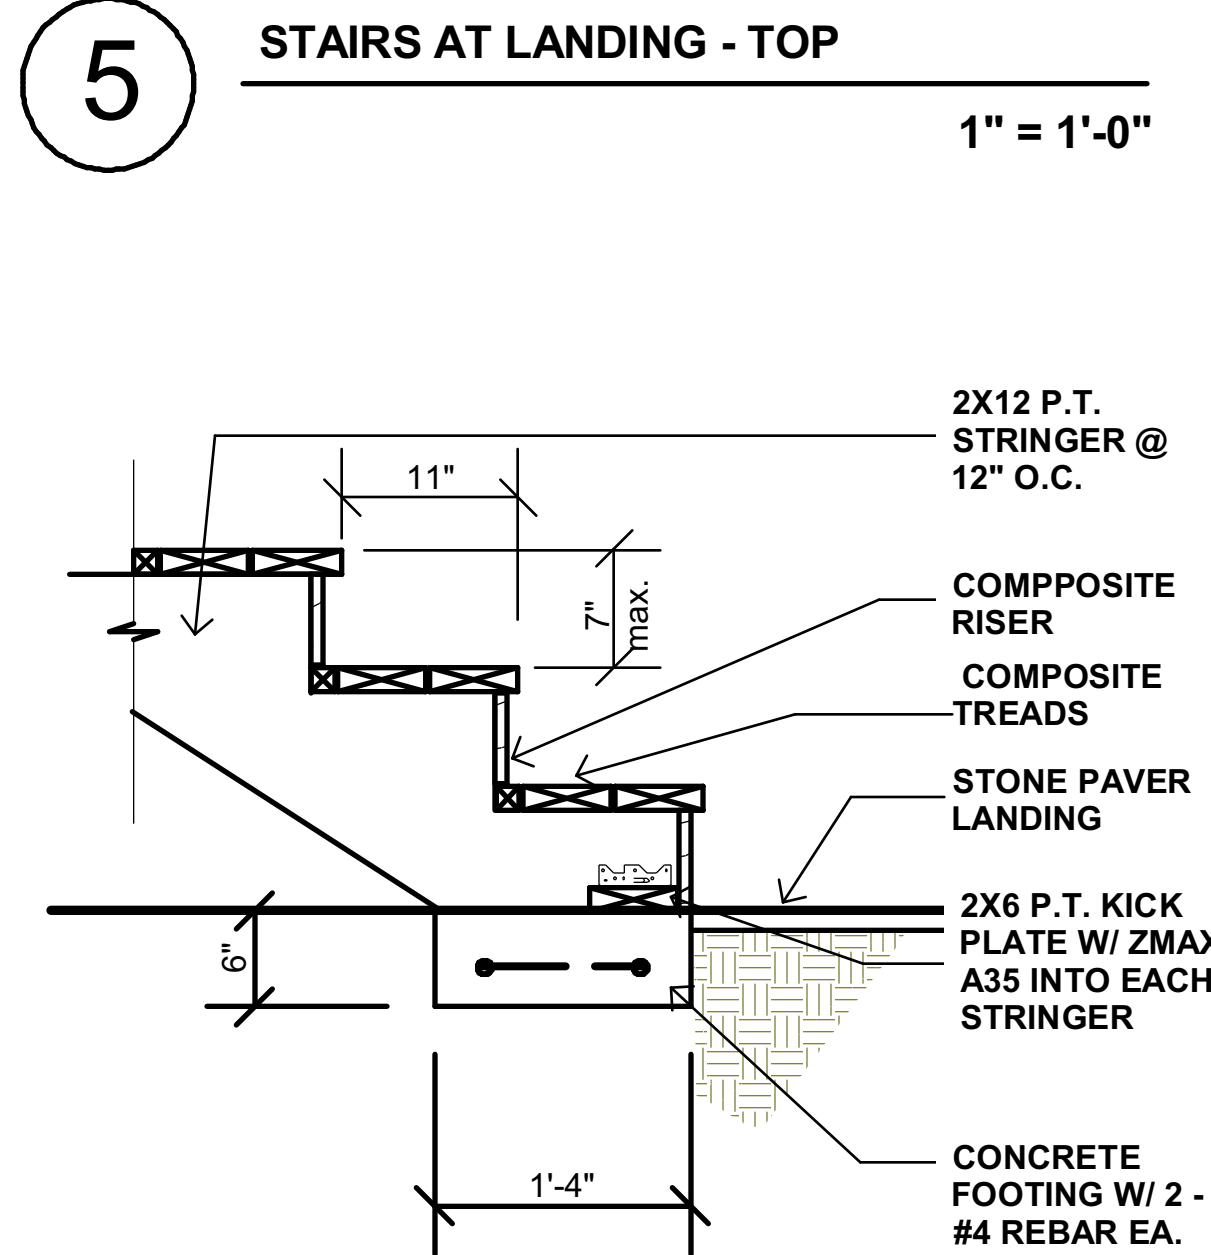 5
STAIRS AT LANDING - TOP
1" = 1'-0"
2X12 P.T.
STRINGER @
12" O.C.
11"
7"
max.
COMPPOSITE
RISER
COMPOSITE
TREADS
STONE PAVER
LANDING
2X6 P.T. KICK
PLATE W/ ZMAX
A35 INTO EACH
STRINGER
6"
1'-4"
CONCRETE
FOOTING W/ 2 -
#4 REBAR EA.